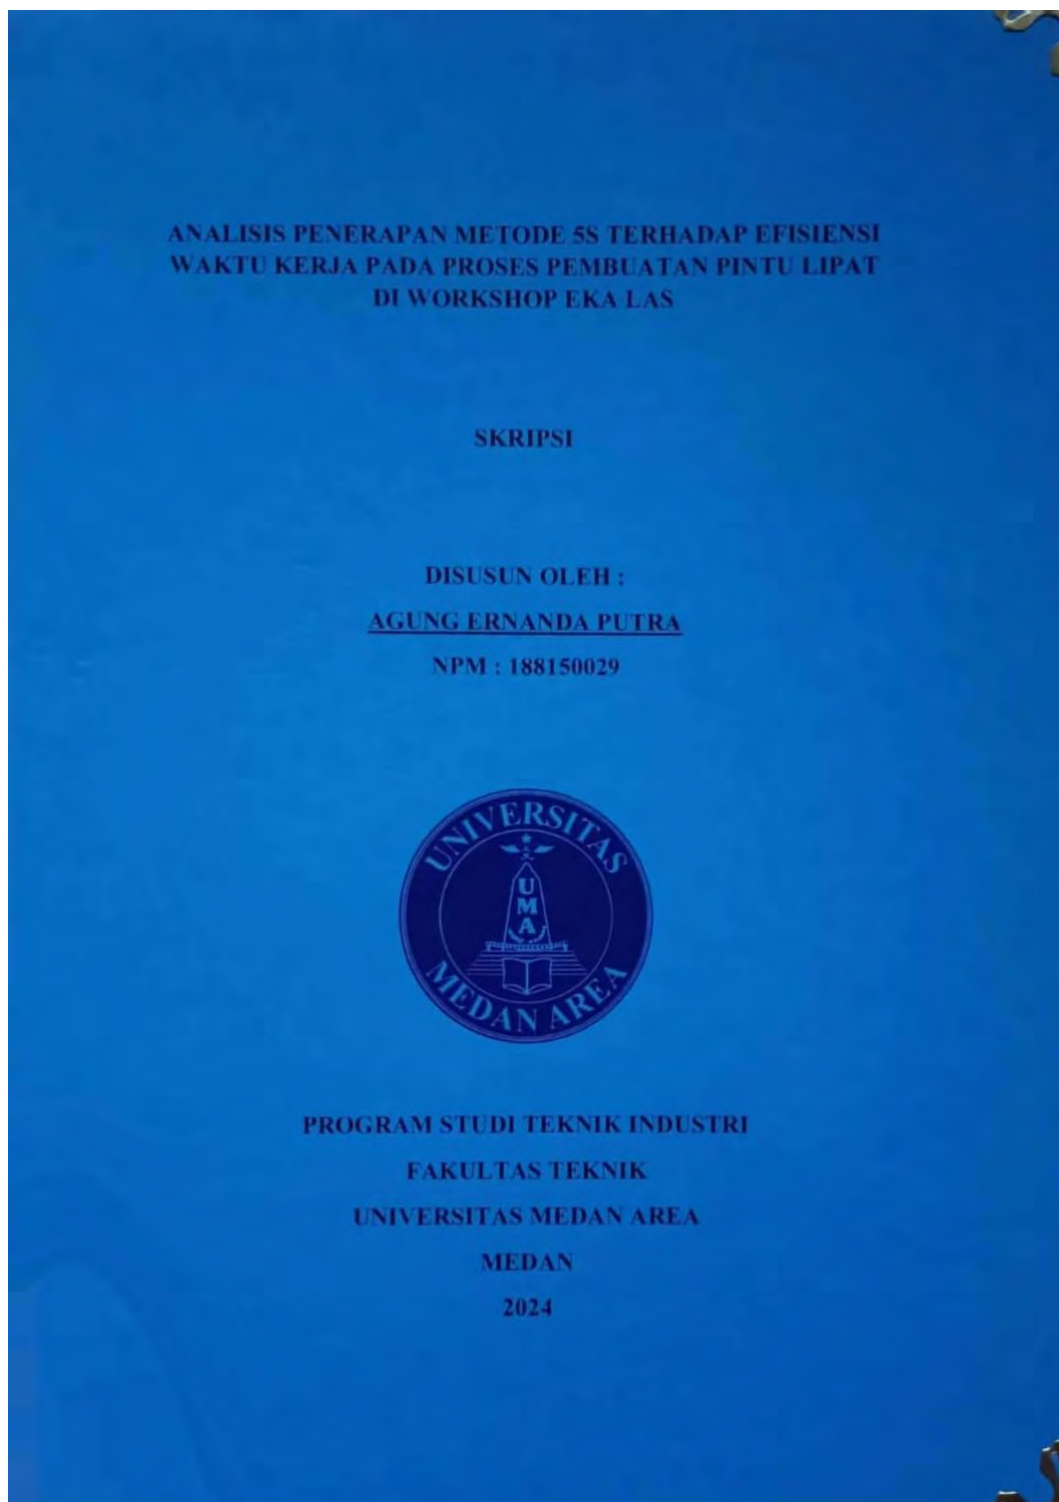 ANALISIS PENERAPAN METODE 5S TERHADAP EFISIENSI
WAKTU KERJA PADA PROSES PEMBUATAN PINTU LIPAT
DI WORKSHOP EKA LAS
SKRIPSI
DISUSUN OLEH :
AGUNG ERNANDA PUTRA
NPM : 188150029
UNIVERSITAS
UMA
MEDAN AREA
PROGRAM STUDI TEKNIK INDUSTRI
FAKULTAS TEKNIK
UNIVERSITAS MEDAN AREA
MEDAN
2024